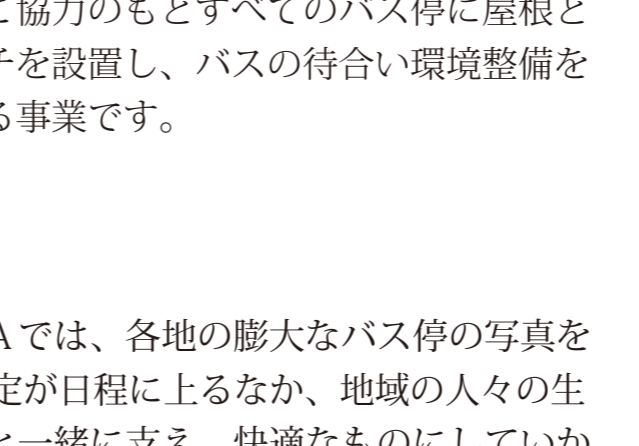 ご協力のもとすべてのバス停に屋根と
チを設置し、バスの待合い環境整備を
る事業です。
Aでは、各地の膨大なバス停の写真を
定が日程に上るなか、地域の人々の生
と一緒に支え、快適なものにしていか